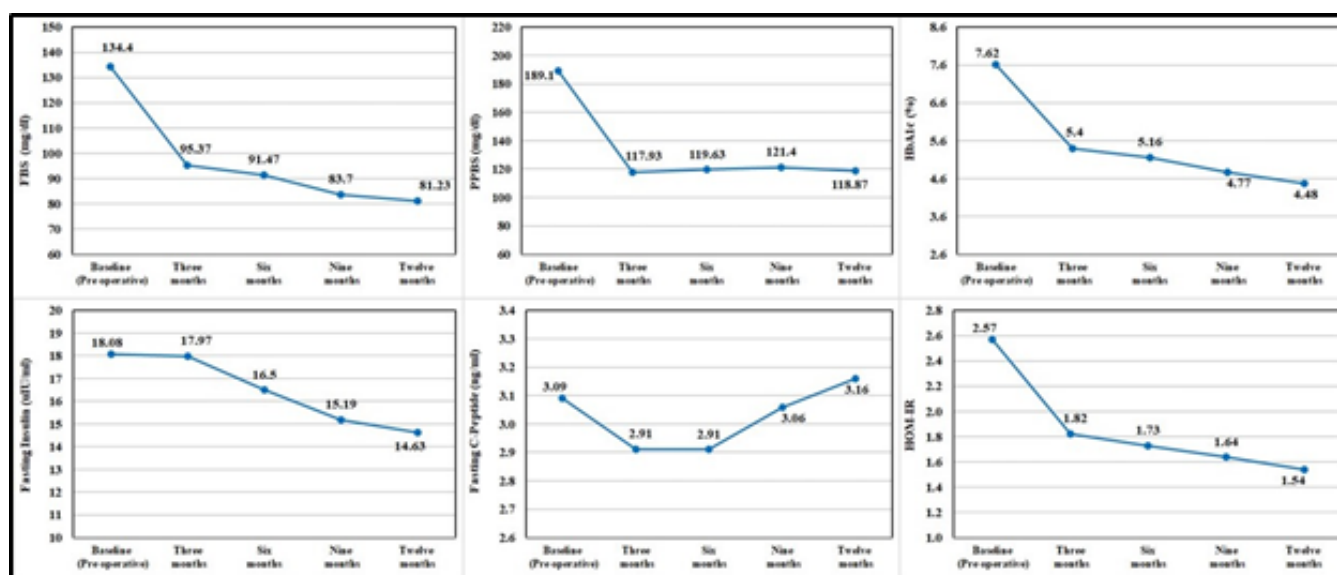 FBS (mg/dl)
150
140
130
120
110
100
90
80
70
60
134.4
95.37
91.47
83.7
81.23
Baseline
(Pre operative)
Three
months
Six
months
Nine
months
Twelve
months
PPBS (mg/dl)
220
200
180
160
140
120
100
80
60
189.1
117.93
119.63
121.4
118.87
Baseline
(Pre operative)
Three
months
Six
months
Nine
months
Twelve
months
HbA1c (%)
8.6
7.6
6.6
5.6
4.6
3.6
2.6
7.62
5.4
5.16
4.77
4.48
Baseline
(Pre operative)
Three
months
Six
months
Nine
months
Twelve
months
Fasting Insulin (uIU/ml)
20
19
18
17
16
15
14
13
12
11
10
18.08
17.97
16.5
15.19
14.63
Baseline
(Pre operative)
Three
months
Six
months
Nine
months
Twelve
months
Fasting C-Peptide (ng/ml)
3.4
3.3
3.2
3.1
3.0
2.9
2.8
2.7
2.6
3.09
2.91
2.91
3.06
3.16
Baseline
(Pre operative)
Three
months
Six
months
Nine
months
Twelve
months
HOM-IR
2.8
2.6
2.4
2.2
2.0
1.8
1.6
1.4
1.2
1.0
2.57
1.82
1.73
1.64
1.54
Baseline
(Pre operative)
Three
months
Six
months
Nine
months
Twelve
months